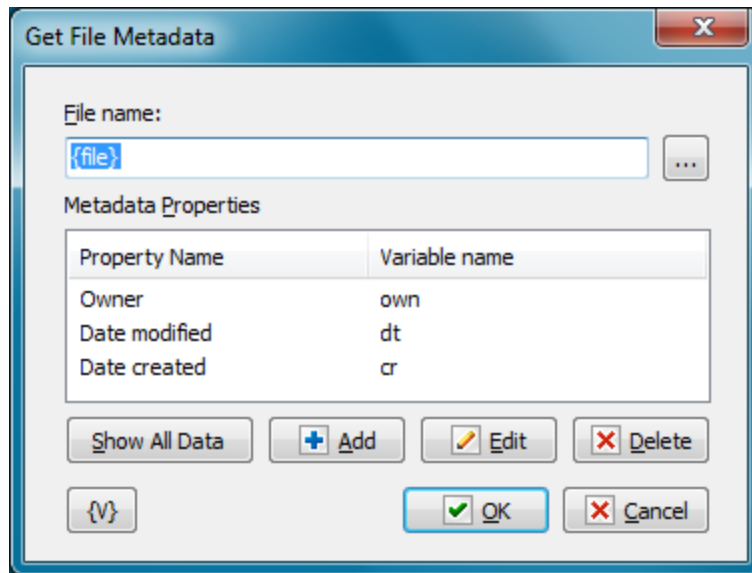 Get File Metadata
File name:
{file}
...
Metadata Properties
Property Name Variable name
Owner own
Date modified dt
Date created cr
Show All Data Add Edit Delete
{V} OK Cancel